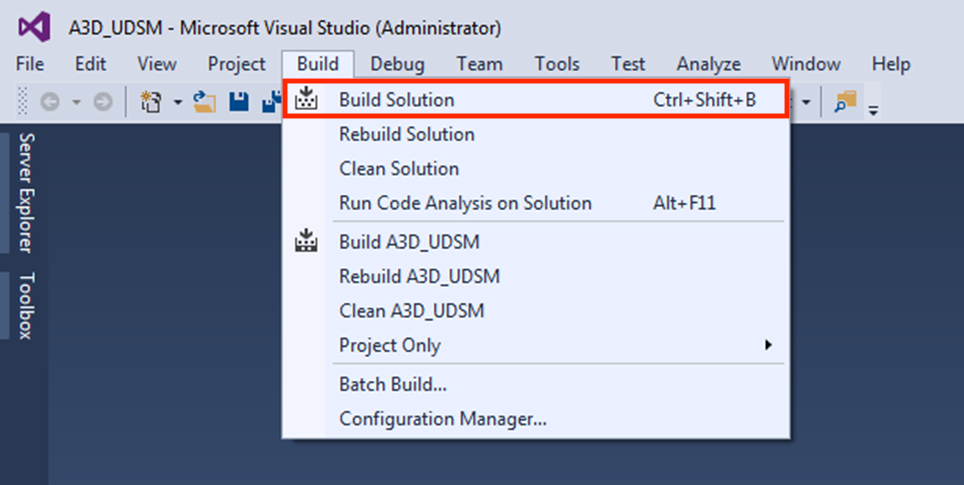 A3D_UDSM - Microsoft Visual Studio (Administrator)
File Edit View Project Build Debug Team Tools Test Analyze Window Help
Build Solution Ctrl+Shift+B
Rebuild Solution
Clean Solution
Run Code Analysis on Solution Alt+F11
Build A3D_UDSM
Rebuild A3D_UDSM
Clean A3D_UDSM
Project Only
Batch Build...
Configuration Manager...
Server Explorer
Toolbox